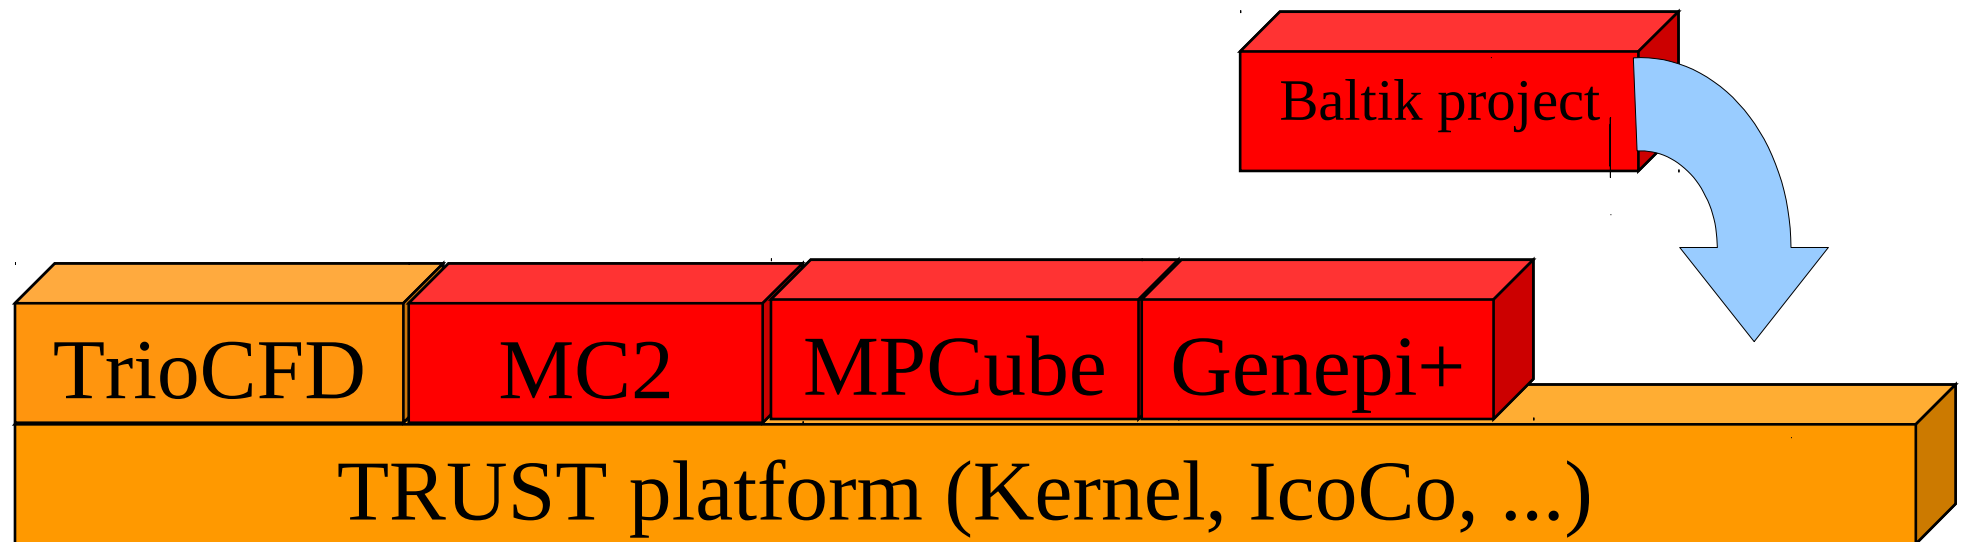 Baltik project
TrioCFD
MC2
MPCube
Genepi+
TRUST platform (Kernel, IcoCo, ...)